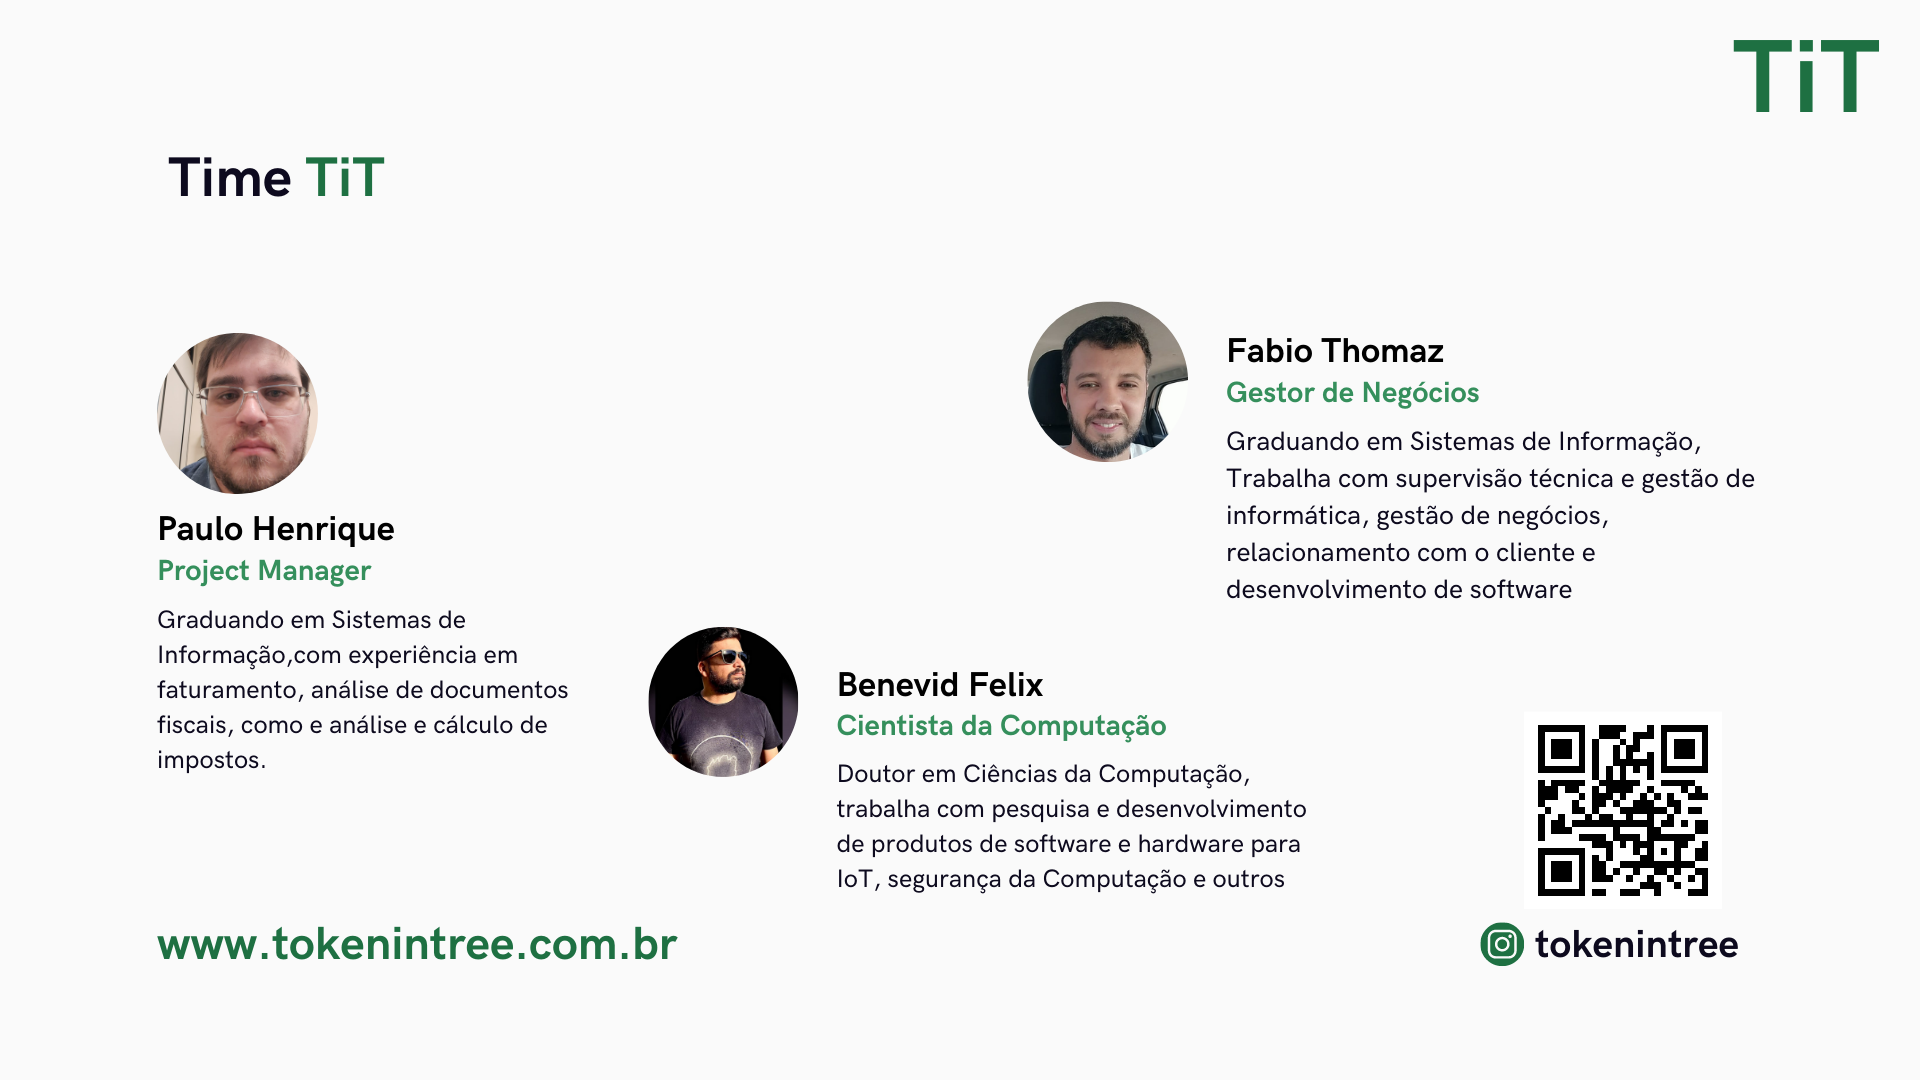 TiT
Time TiT
Paulo Henrique
Project Manager
Graduando em Sistemas de
Informação,com experiência em
faturamento, análise de documentos
fiscais, como e análise e cálculo de
impostos.
Fabio Thomaz
Gestor de Negócios
Graduando em Sistemas de Informação,
Trabalha com supervisão técnica e gestão de
informática, gestão de negócios,
relacionamento com o cliente e
desenvolvimento de software
Benevid Felix
Cientista da Computação
Doutor em Ciências da Computação,
trabalha com pesquisa e desenvolvimento
de produtos de software e hardware para
IoT, segurança da Computação e outros
www.tokenintree.com.br
tokenintree